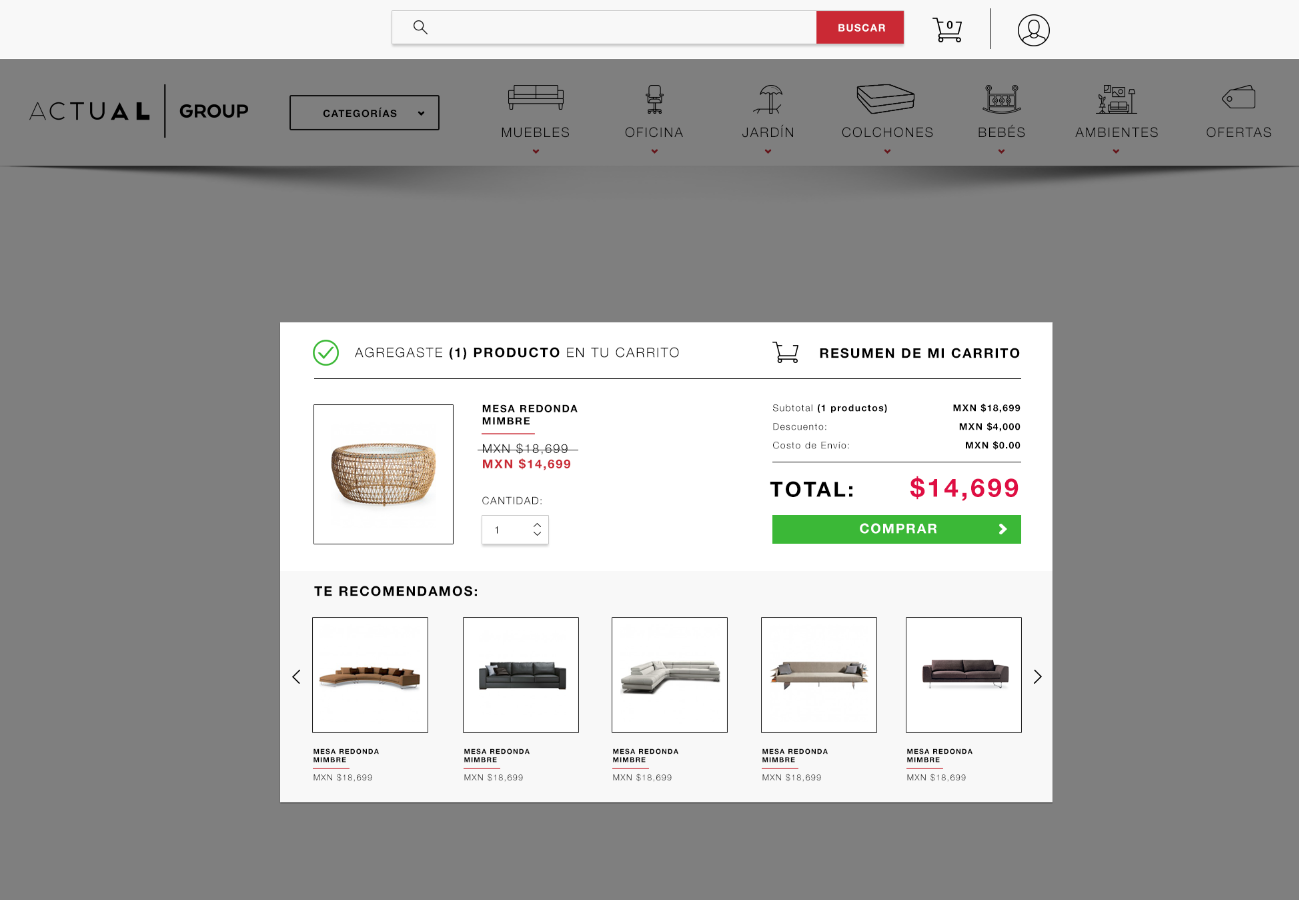 BUSCAR
0
ACTUAL | GROUP
CATEGORÍAS
MUEBLES
OFICINA
JARDÍN
COLCHONES
BEBÉS
AMBIENTES
OFERTAS
AGREGASTE (1) PRODUCTO EN TU CARRITO
RESUMEN DE MI CARRITO
MESA REDONDA
MIMBRE
MXN $18,699
MXN $14,699
CANTIDAD:
1
Subtotal (1 productos) MXN $18,699
Descuento: MXN $4,000
Costo de Envío: MXN $0.00
TOTAL: $14,699
COMPRAR
TE RECOMENDAMOS:
MESA REDONDA
MIMBRE
MXN $18,699
MESA REDONDA
MIMBRE
MXN $18,699
MESA REDONDA
MIMBRE
MXN $18,699
MESA REDONDA
MIMBRE
MXN $18,699
MESA REDONDA
MIMBRE
MXN $18,699